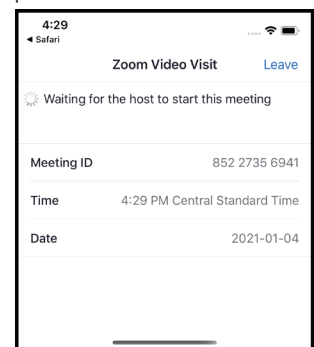 4:29
◀ Safari
Zoom Video Visit Leave
Waiting for the host to start this meeting
Meeting ID 852 2735 6941
Time 4:29 PM Central Standard Time
Date 2021-01-04